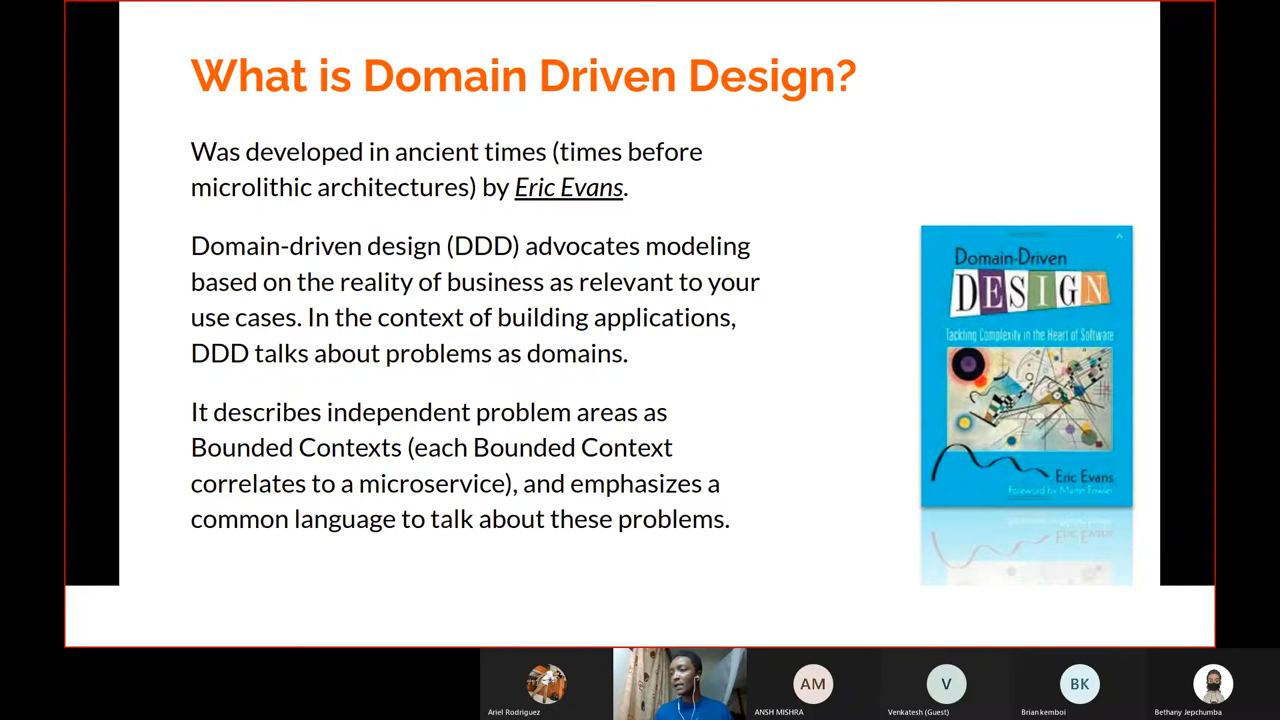 What is Domain Driven Design?
Was developed in ancient times (times before
microlithic architectures) by Eric Evans.
Domain-driven design (DDD) advocates modeling
based on the reality of business as relevant to your
use cases. In the context of building applications,
DDD talks about problems as domains.
It describes independent problem areas as
Bounded Contexts (each Bounded Context
correlates to a microservice), and emphasizes a
common language to talk about these problems.
Domain-Driven
DESIGN
Tackling Complexity in the Heart of Software
Eric Evans
Foreword by Martin Fowler
AM
V
BK
Ariel Rodriguez
ANSH MISHRA
Venkatesh (Guest)
Brian kemboi
Bethany Jepchumba